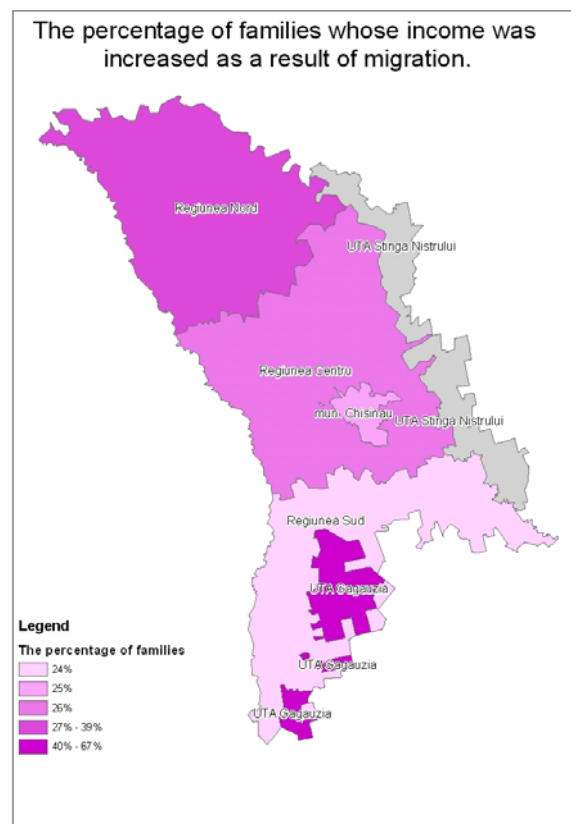 The percentage of families whose income was
increased as a result of migration.
Regiunea Nord
UTA Stinga Nistrului
Regiunea centru
mun. Chisinau
UTA Stinga Nistrului
Regiunea Sud
UTA Gagauzia
UTA Gagauzia
UTA Gagauzia
Legend
The percentage of families
24%
25%
26%
27% - 39%
40% - 67%